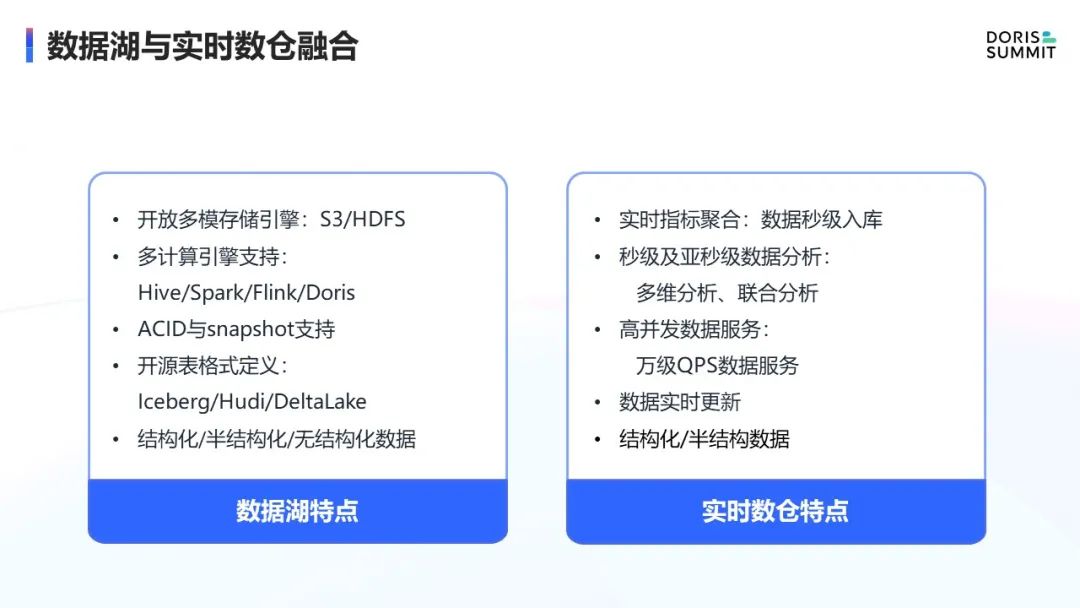 数据湖与实时数仓融合
DORIS
SUMMIT
• 开放多模存储引擎：S3/HDFS
• 多计算引擎支持：
Hive/Spark/Flink/Doris
• ACID与snapshot支持
• 开源表格式定义：
Iceberg/Hudi/DeltaLake
• 结构化/半结构化/无结构化数据
数据湖特点
• 实时指标聚合：数据秒级入库
• 秒级及亚秒级数据分析：
多维分析、联合分析
• 高并发数据服务：
万级QPS数据服务
• 数据实时更新
• 结构化/半结构数据
实时数仓特点